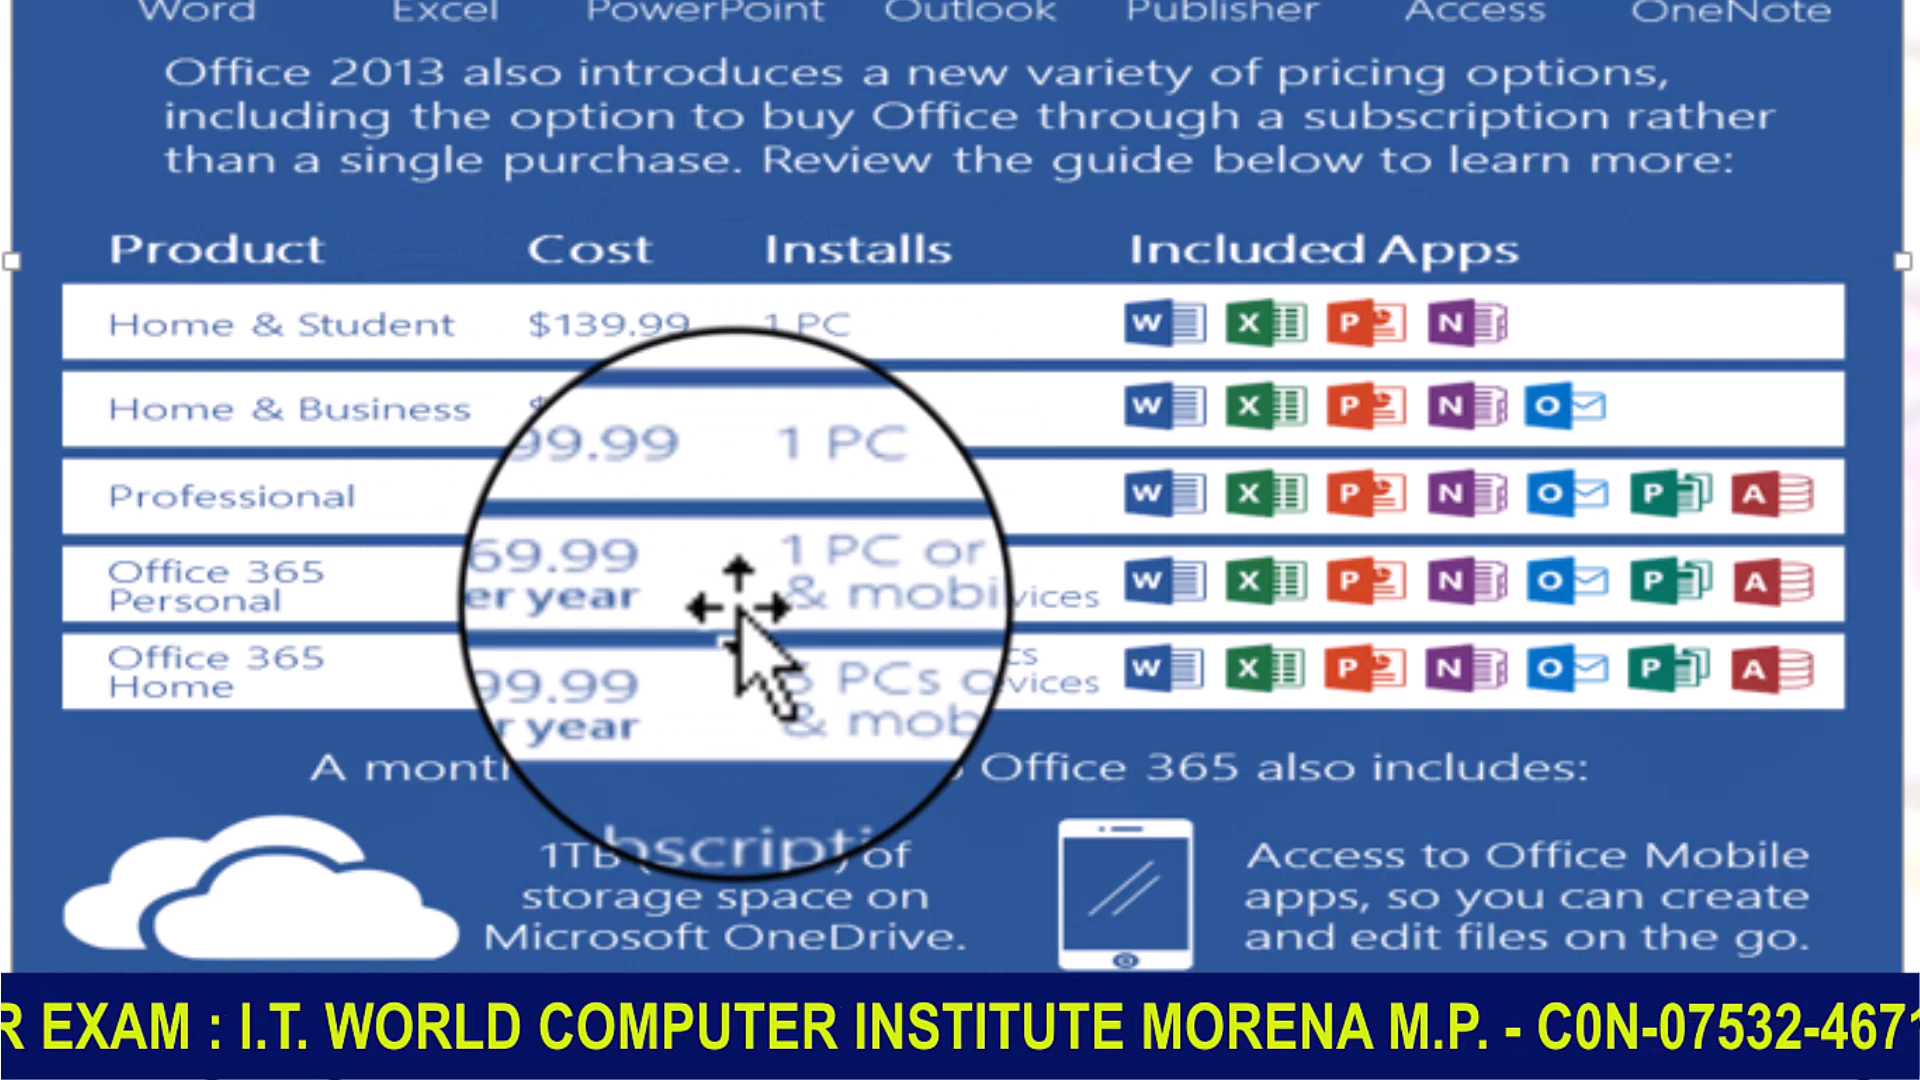 Word Excel PowerPoint Outlook Publisher Access OneNote
Office 2013 also introduces a new variety of pricing options,
including the option to buy Office through a subscription rather
than a single purchase. Review the guide below to learn more:
Product Cost Installs Included Apps
Home & Student $139.99 1 PC W X P N
Home & Business W X P N O
99.99 1 PC
Professional W X P N O P A
Office 365
Personal
69.99 1 PC or
er year & mobi vices W X P N O P A
Office 365
Home
99.99 PCs
r year & mob vices W X P N O P A
A mont Office 365 also includes:
bscripti
1TB of
storage space on
Microsoft OneDrive.
Access to Office Mobile
apps, so you can create
and edit files on the go.
R EXAM : I.T. WORLD COMPUTER INSTITUTE MORENA M.P. - C0N-07532-467